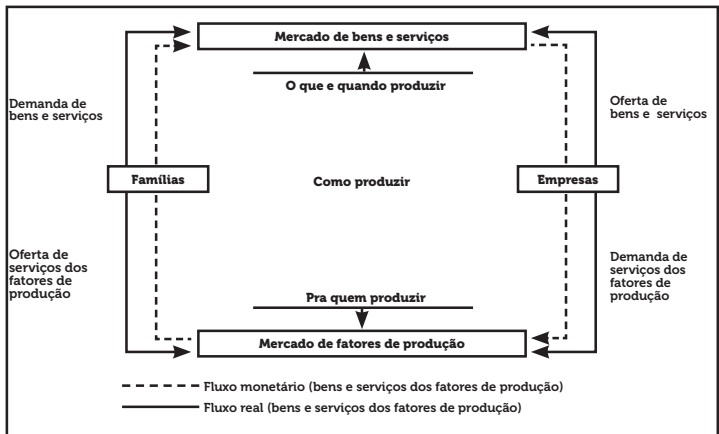 Mercado de bens e serviços
O que e quando produzir
Demanda de
bens e serviços
Oferta de
bens e serviços
Famílias
Como produzir
Empresas
Oferta de
serviços dos
fatores de
produção
Demanda de
serviços dos
fatores de
produção
Pra quem produzir
Mercado de fatores de produção
Fluxo monetário (bens e serviços dos fatores de produção)
Fluxo real (bens e serviços dos fatores de produção)